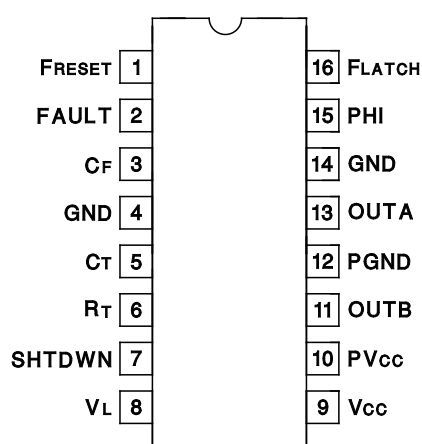 FRESET 1 16 FLATCH
FAULT 2 15 PHI
CF 3 14 GND
GND 4 13 OUTA
CT 5 12 PGND
RT 6 11 OUTB
SHTDWN 7 10 PVCC
VL 8 9 VCC